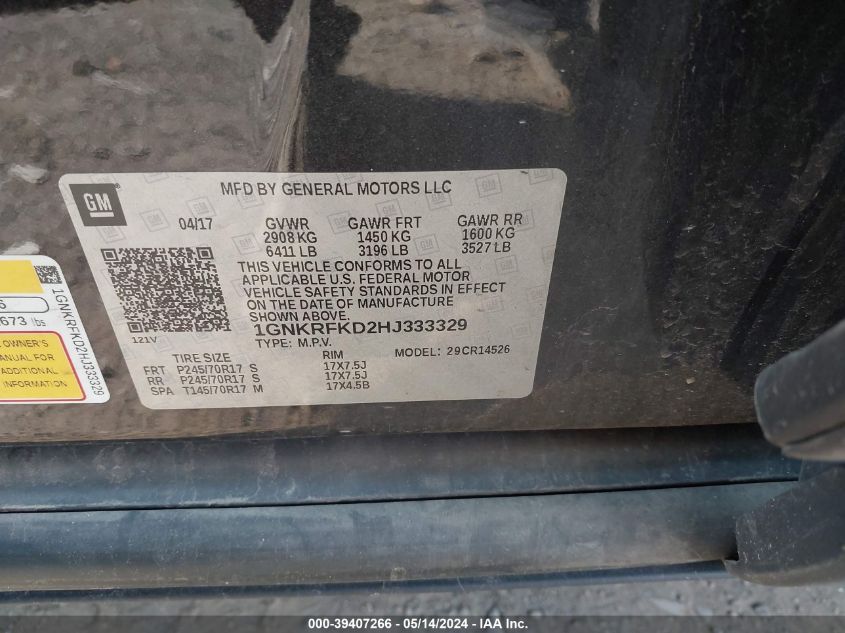 GM
MFD BY GENERAL MOTORS LLC
04/17 GVWR GAWR FRT GAWR RR
2908 KG 1450 KG 1600 KG
6411 LB 3196 LB 3527 LB
THIS VEHICLE CONFORMS TO ALL
APPLICABLE U.S. FEDERAL MOTOR
VEHICLE SAFETY STANDARDS IN EFFECT
ON THE DATE OF MANUFACTURE
SHOWN ABOVE.
1GNKRFKD2HJ333329
121V
TYPE: M.P.V. MODEL: 29CR14526
TIRE SIZE RIM
FRT P245/70R17 S 17X7.5J
RR P245/70R17 S 17X7.5J
SPA T145/70R17 M 17X4.5B
673 lbs
OWNER'S
MANUAL FOR
ADDITIONAL
INFORMATION
1GNKRFKD2HJ333329
000-39407266 - 05/14/2024 - IAAI.COM